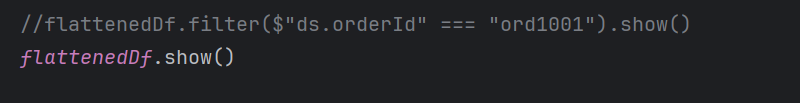 //flattenedDf.filter($"ds.orderId" === "ord1001").show()
flattenedDf.show()